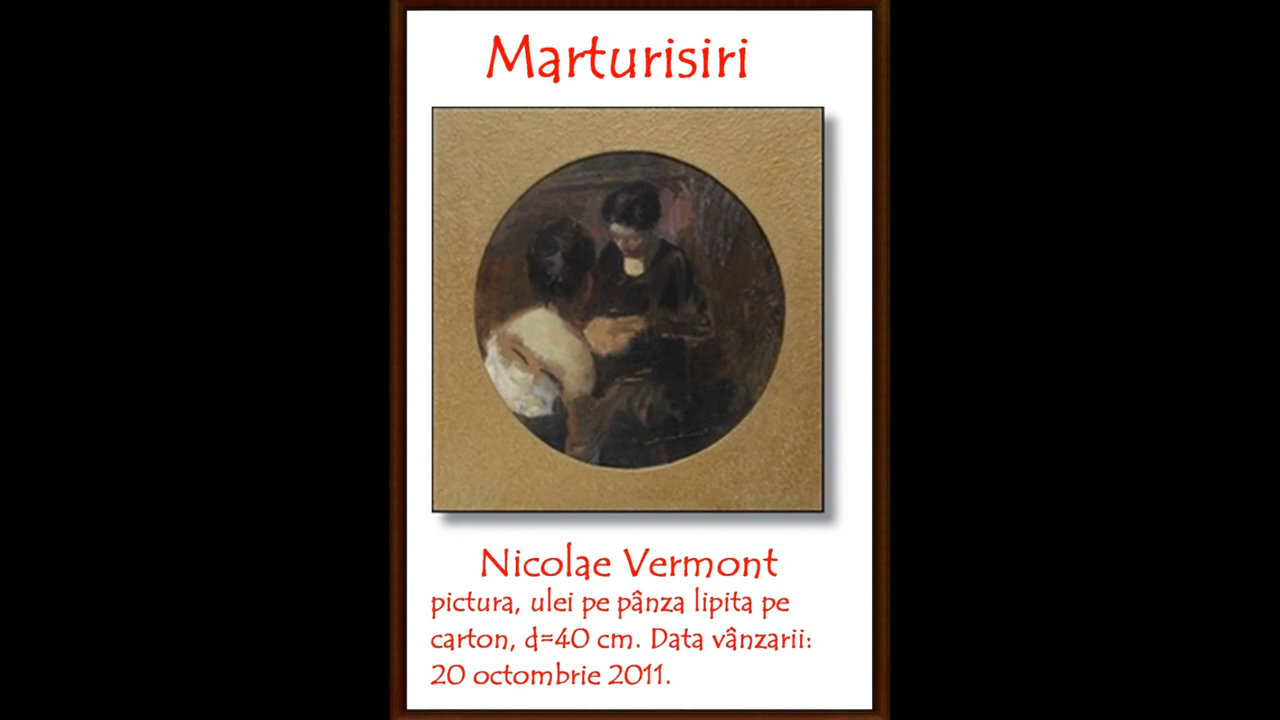 Marturisiri
Nicolae Vermont
pictura, ulei pe pânza lipita pe
carton, d=40 cm. Data vânzarii:
20 octombrie 2011.